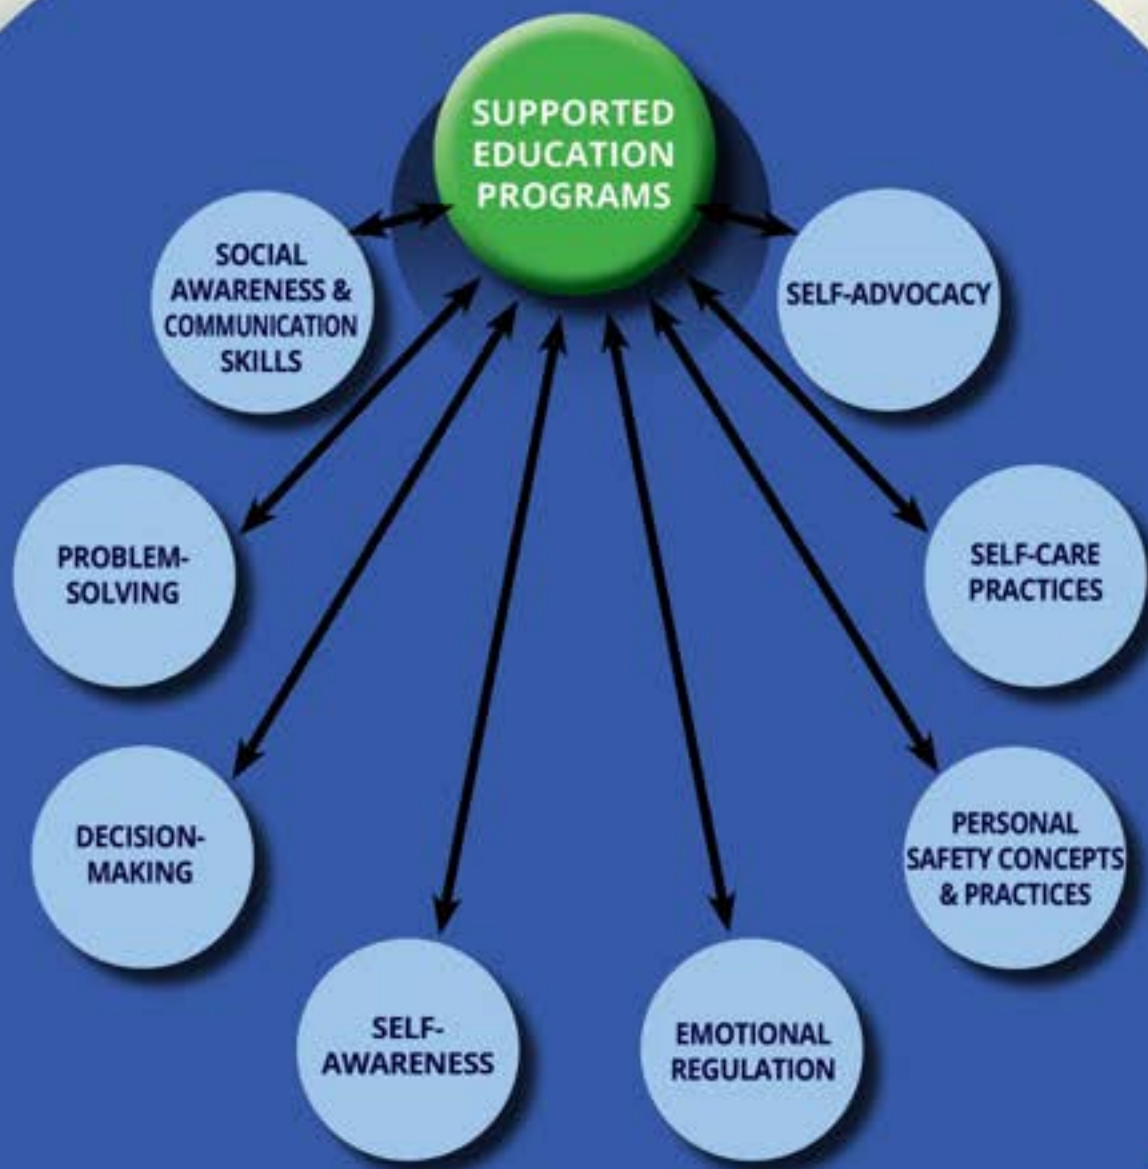 SUPPORTED
EDUCATION
PROGRAMS
SOCIAL
AWARENESS &
COMMUNICATION
SKILLS
SELF-ADVOCACY
PROBLEM-
SOLVING
SELF-CARE
PRACTICES
DECISION-
MAKING
PERSONAL
SAFETY CONCEPTS
& PRACTICES
SELF-
AWARENESS
EMOTIONAL
REGULATION